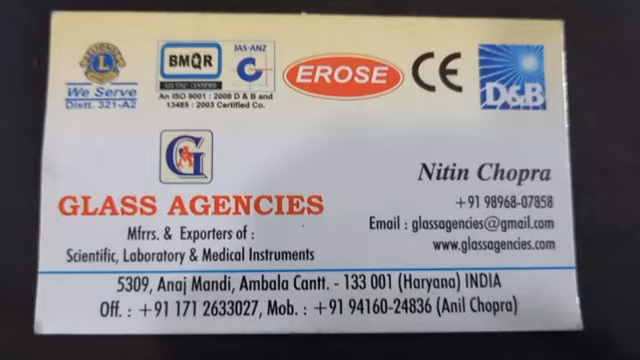 LIONS
L
We Serve
Distt. 321-A2
BMQR
JAS-ANZ
An ISO 9001 : 2008 D & B and
13485 : 2003 Certified Co.
EROSE
CE
D&B
G
GLASS AGENCIES
Mfrrs. & Exporters of :
Scientific, Laboratory & Medical Instruments
Nitin Chopra
+91 98968-07858
Email : glassagencies@gmail.com
www.glassagencies.com
5309, Anaj Mandi, Ambala Cantt. - 133 001 (Haryana) INDIA
Off. : +91 171 2633027, Mob. : +91 94160-24836 (Anil Chopra)